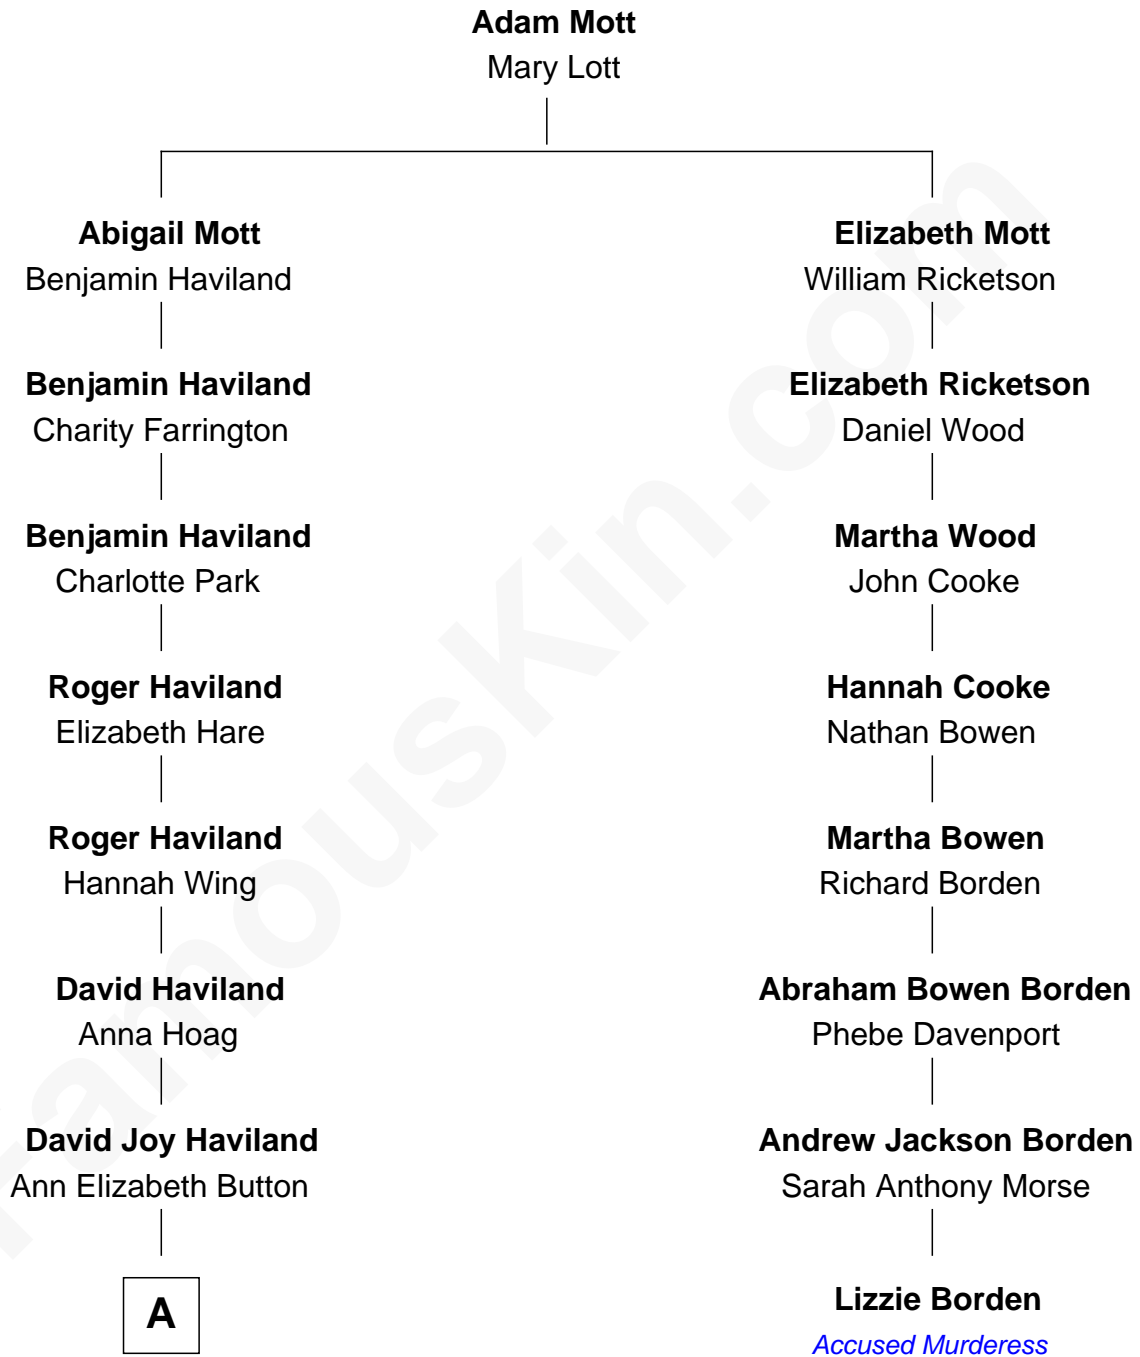 Adam Mott
Mary Lott
Abigail Mott
Benjamin Haviland
Elizabeth Mott
William Ricketson
Benjamin Haviland
Charity Farrington
Elizabeth Ricketson
Daniel Wood
Benjamin Haviland
Charlotte Park
Martha Wood
John Cooke
Roger Haviland
Elizabeth Hare
Hannah Cooke
Nathan Bowen
Roger Haviland
Hannah Wing
Martha Bowen
Richard Borden
David Haviland
Anna Hoag
Abraham Bowen Borden
Phebe Davenport
David Joy Haviland
Ann Elizabeth Button
Andrew Jackson Borden
Sarah Anthony Morse
A
Lizzie Borden
Accused Murderess
FamousKin.com